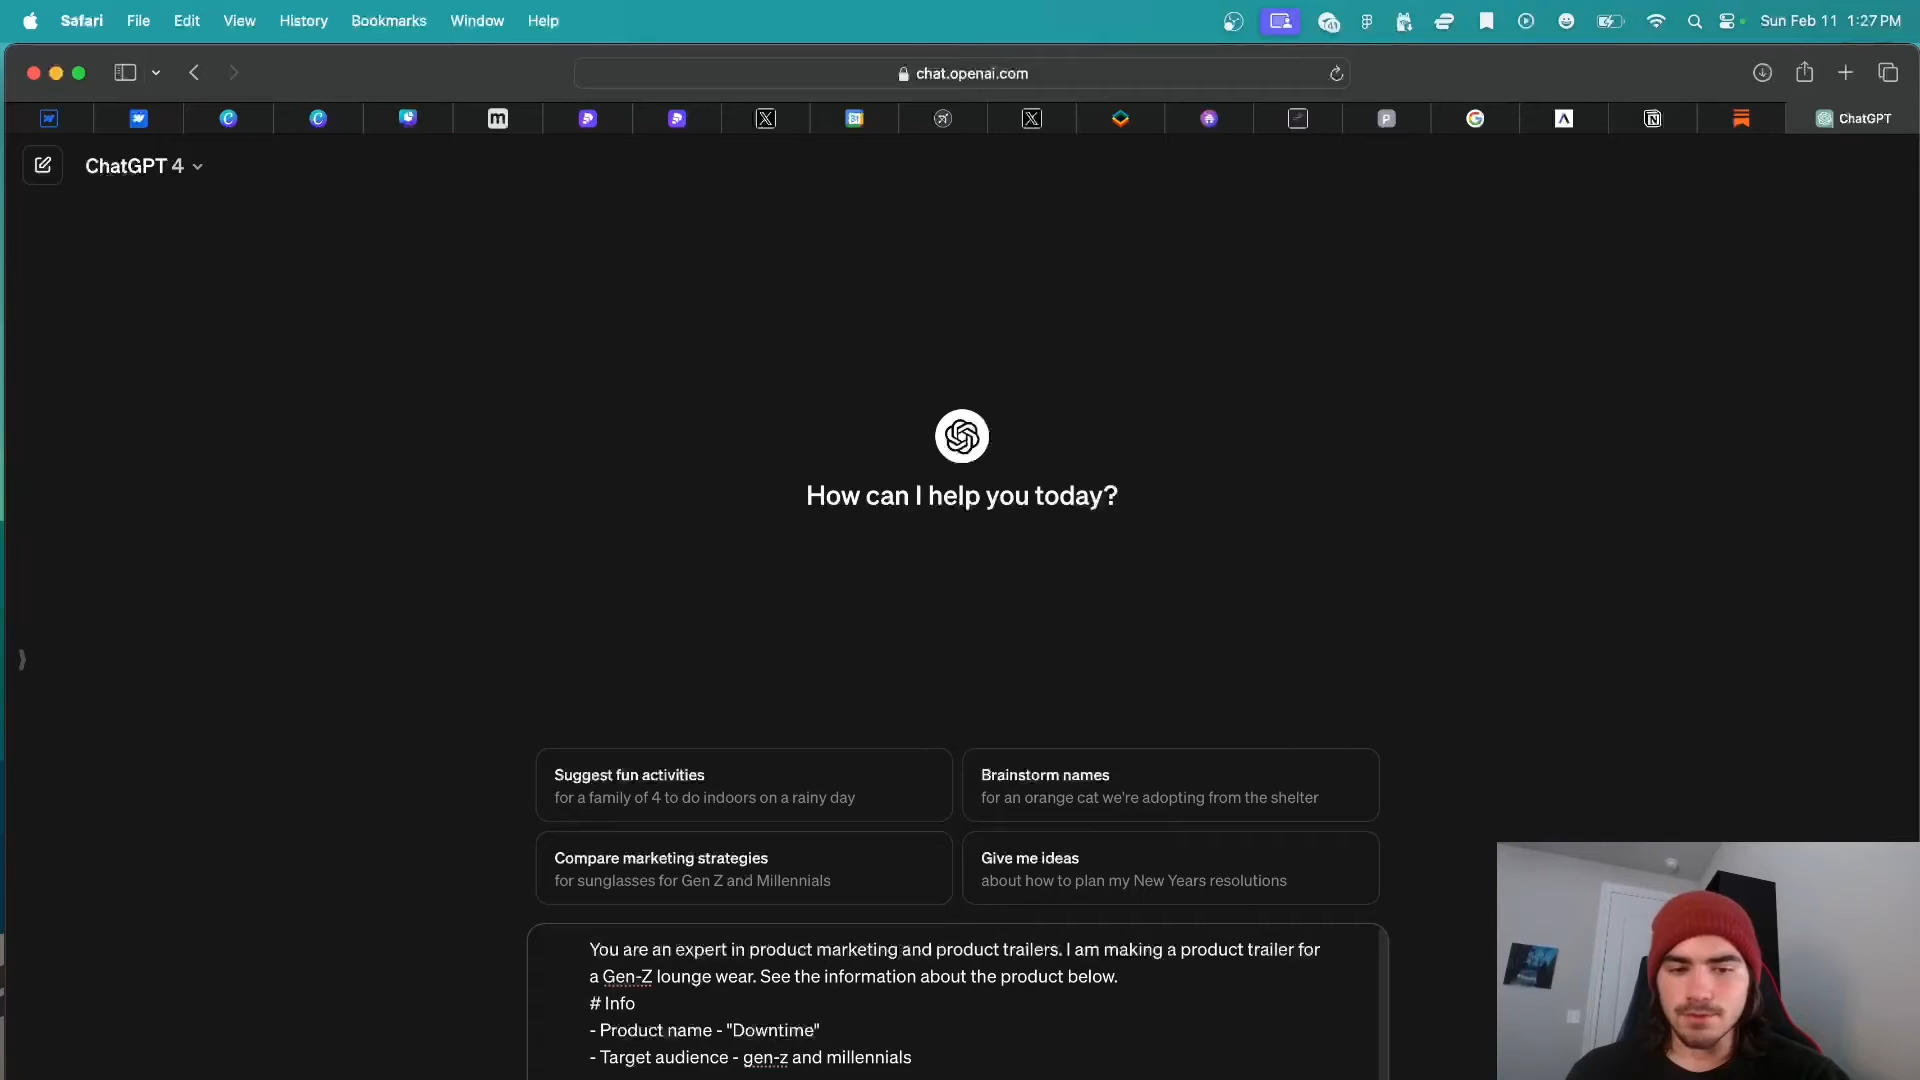 Safari File Edit View History Bookmarks Window Help Sun Feb 11 1:27 PM
chat.openai.com
ChatGPT
ChatGPT 4
How can I help you today?
Suggest fun activities
for a family of 4 to do indoors on a rainy day
Brainstorm names
for an orange cat we're adopting from the shelter
Compare marketing strategies
for sunglasses for Gen Z and Millennials
Give me ideas
about how to plan my New Years resolutions
You are an expert in product marketing and product trailers. I am making a product trailer for
a Gen-Z lounge wear. See the information about the product below.
# Info
- Product name - "Downtime"
- Target audience - gen-z and millennials